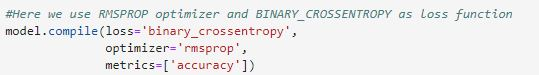 #Here we use RMSPROP optimizer and BINARY_CROSSENTROPY as loss function
model.compile(loss='binary_crossentropy',
              optimizer='rmsprop',
              metrics=['accuracy'])